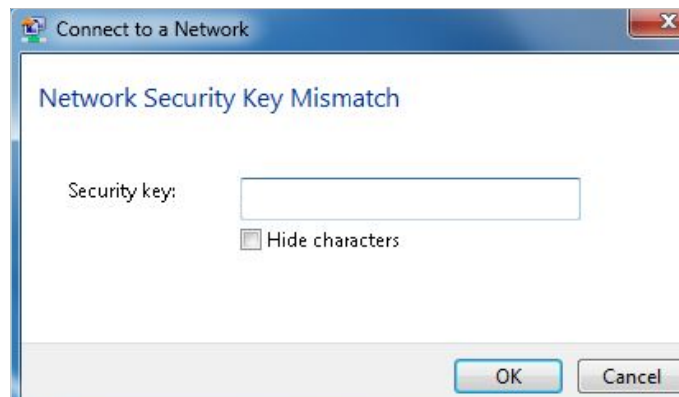 Connect to a Network
Network Security Key Mismatch
Security key:
Hide characters
OK Cancel